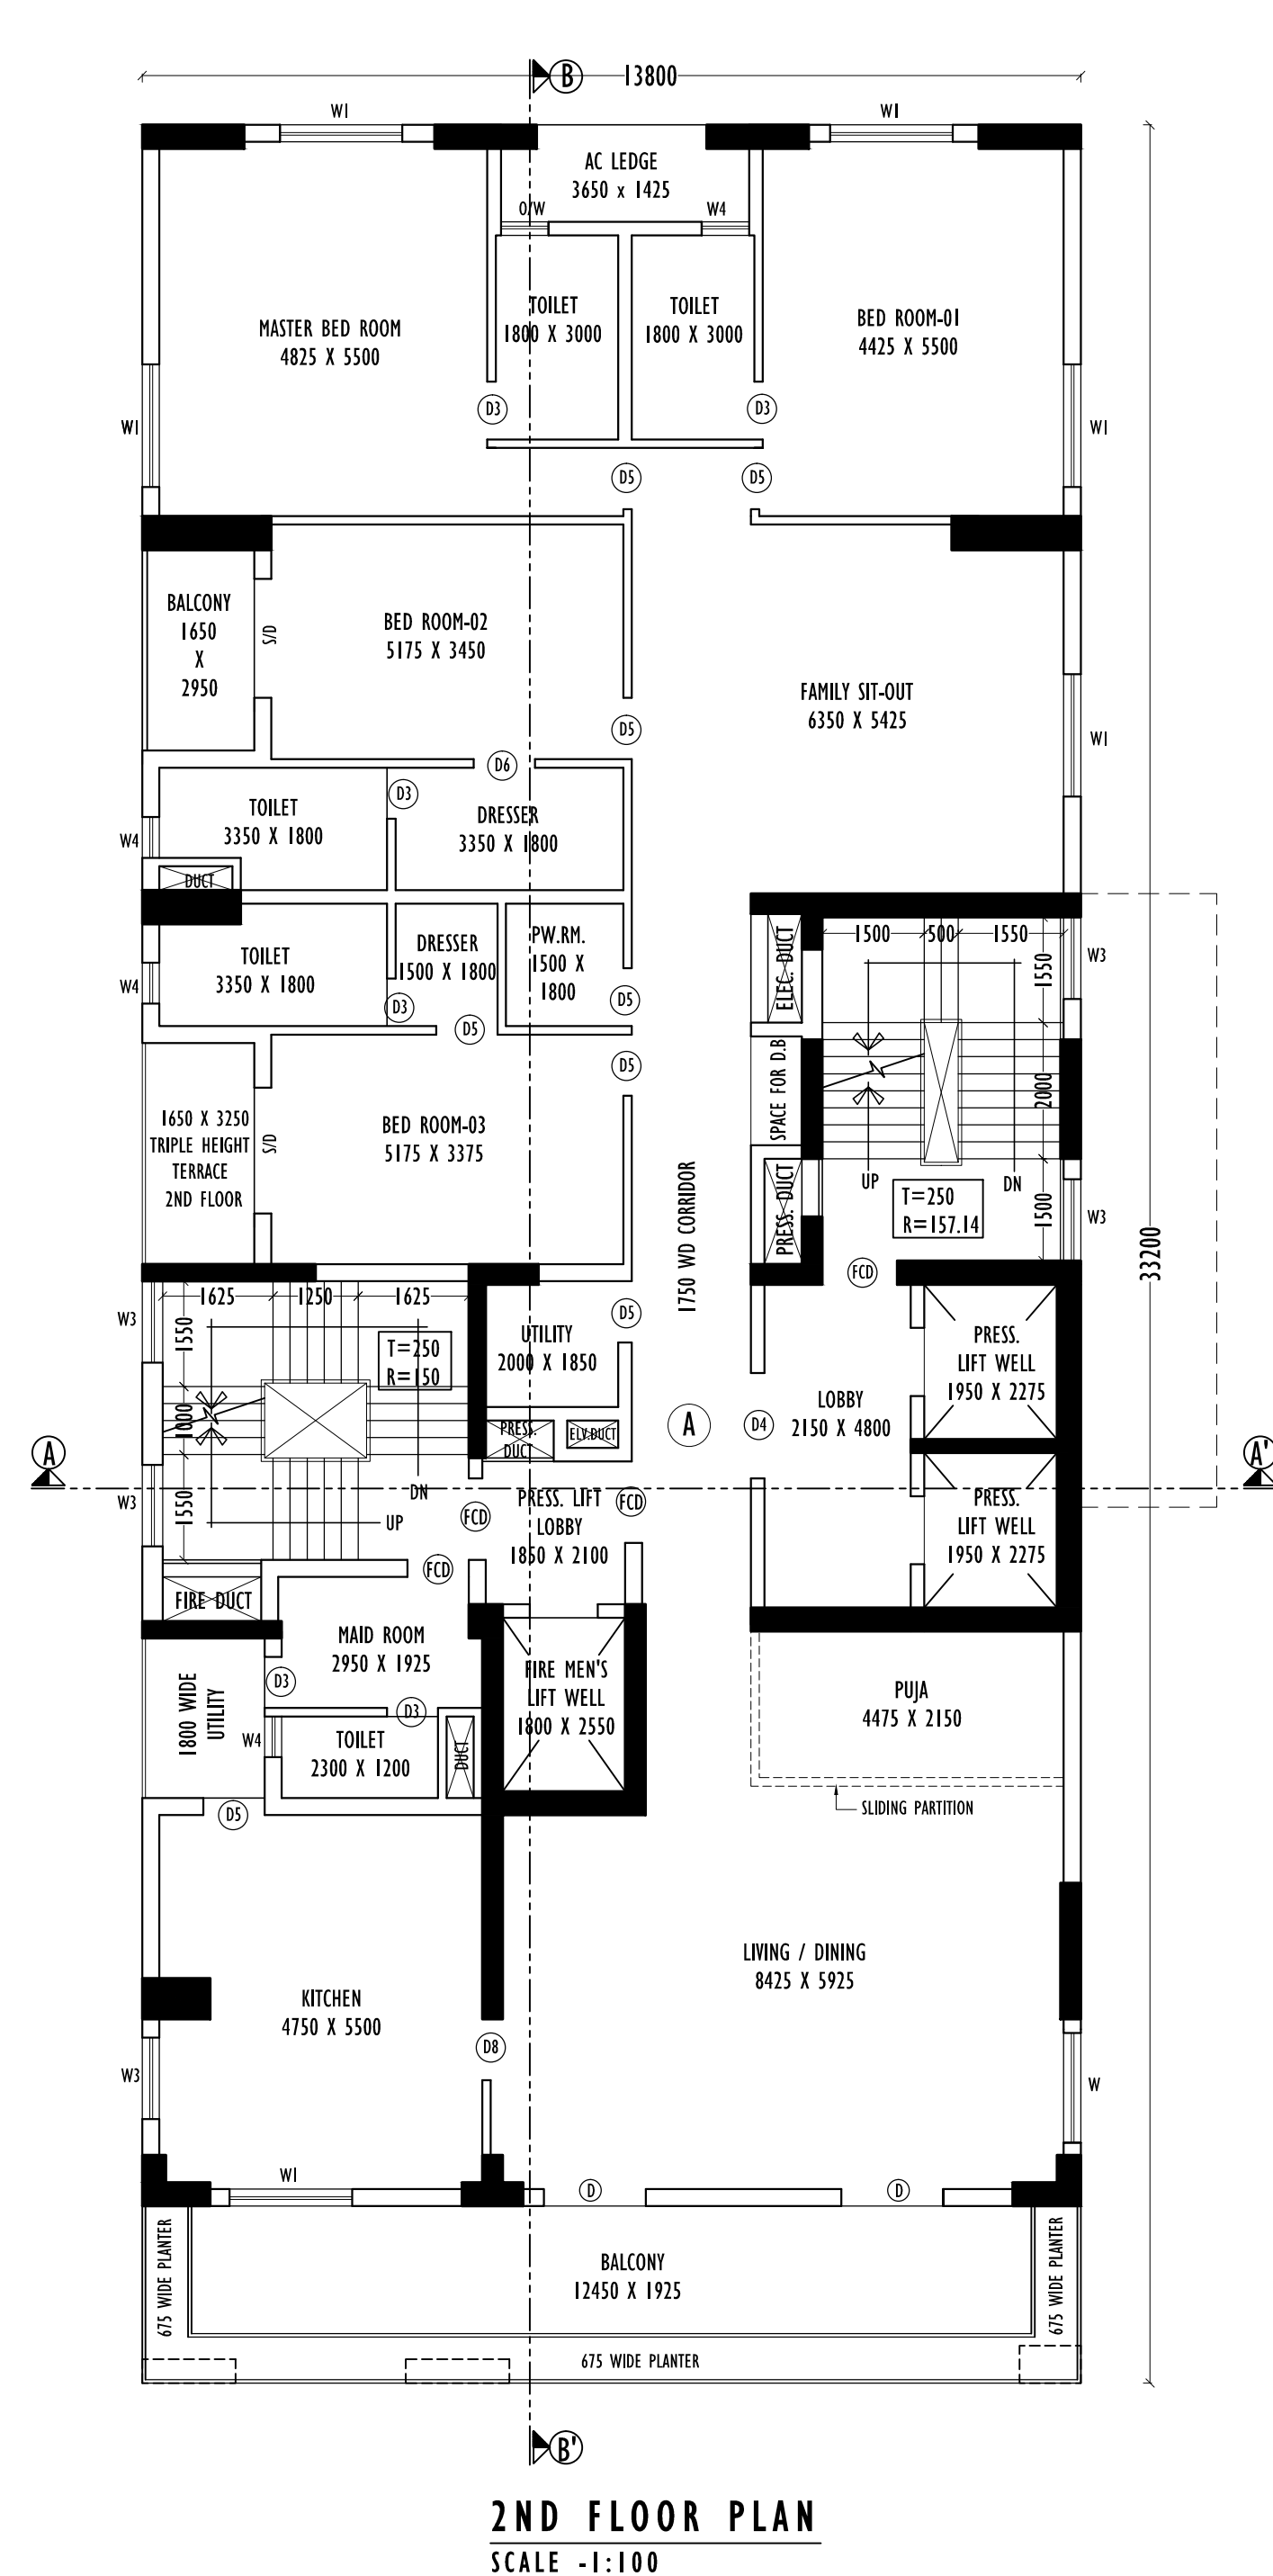 B
13800
W1
W1
AC LEDGE
3650 x 1425
O/W
W4
TOILET
1800 X 3000
TOILET
1800 X 3000
MASTER BED ROOM
4825 X 5500
BED ROOM-01
4425 X 5500
D3
D3
W1
W1
D5
D5
BALCONY
1650
X
2950
S/D
BED ROOM-02
5175 X 3450
FAMILY SIT-OUT
6350 X 5425
D5
W1
D6
D3
TOILET
3350 X 1800
DRESSER
3350 X 1800
W4
DUCT
TOILET
3350 X 1800
DRESSER
1500 X 1800
PW.RM.
1500 X
1800
W4
D3
D5
D5
D5
ELEC. DUCT
1500
500
1550
1550
W3
SPACE FOR D.B
2000
1650 X 3250
TRIPLE HEIGHT
TERRACE
2ND FLOOR
S/D
BED ROOM-03
5175 X 3375
1750 WD CORRIDOR
PRESS. DUCT
UP
DN
T=250
R=157.14
1500
W3
33200
FCD
W3
1625
1250
1625
1550
T=250
R=150
D5
UTILITY
2000 X 1850
PRESS.
LIFT WELL
1950 X 2275
LOBBY
2150 X 4800
1000
A
D4
PRESS.
DUCT
ELV.DUCT
A
A'
W3
1550
DN
UP
FCD
PRESS. LIFT
LOBBY
1850 X 2100
FCD
PRESS.
LIFT WELL
1950 X 2275
FCD
FIRE DUCT
MAID ROOM
2950 X 1925
D3
1800 WIDE
UTILITY
D3
FIRE MEN'S
LIFT WELL
1800 X 2550
PUJA
4475 X 2150
W4
TOILET
2300 X 1200
DUCT
SLIDING PARTITION
D5
LIVING / DINING
8425 X 5925
KITCHEN
4750 X 5500
D8
W3
W
W1
D
D
675 WIDE PLANTER
BALCONY
12450 X 1925
675 WIDE PLANTER
675 WIDE PLANTER
B'
2ND FLOOR PLAN
SCALE -1:100